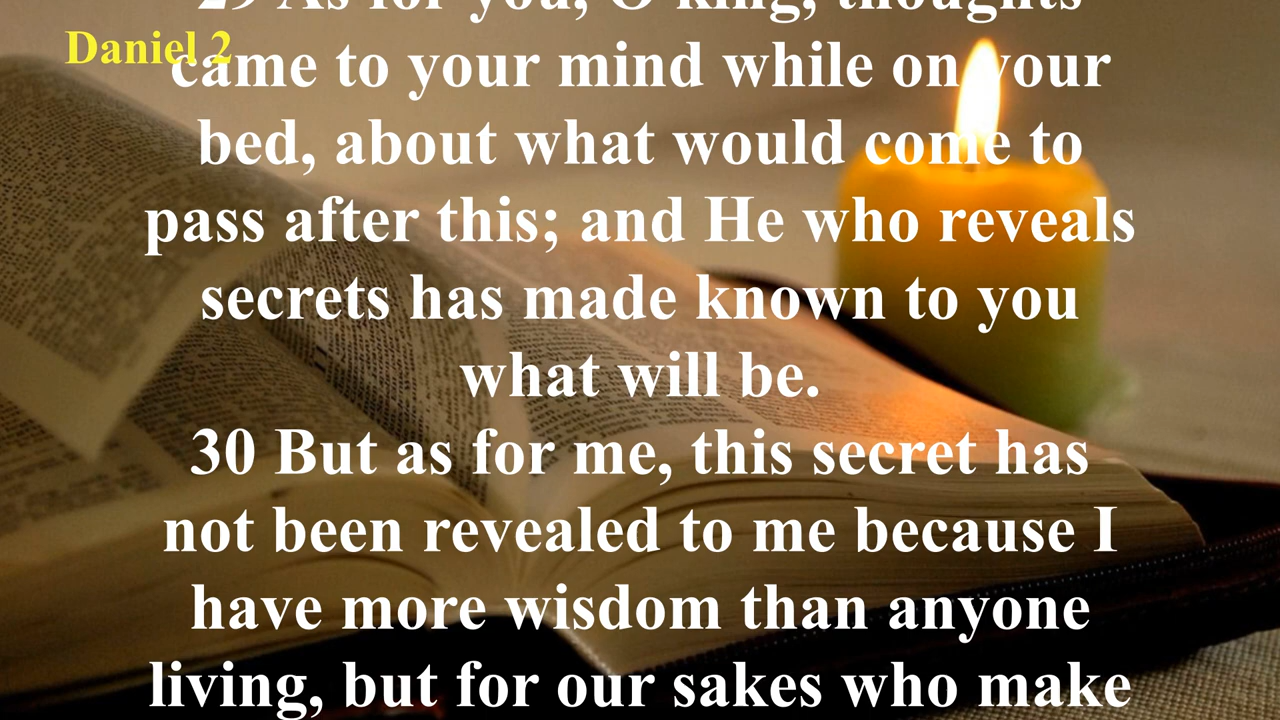 29 As for you, O king, thoughts
Daniel 2
came to your mind while on your
bed, about what would come to
pass after this; and He who reveals
secrets has made known to you
what will be.
30 But as for me, this secret has
not been revealed to me because I
have more wisdom than anyone
living, but for our sakes who make